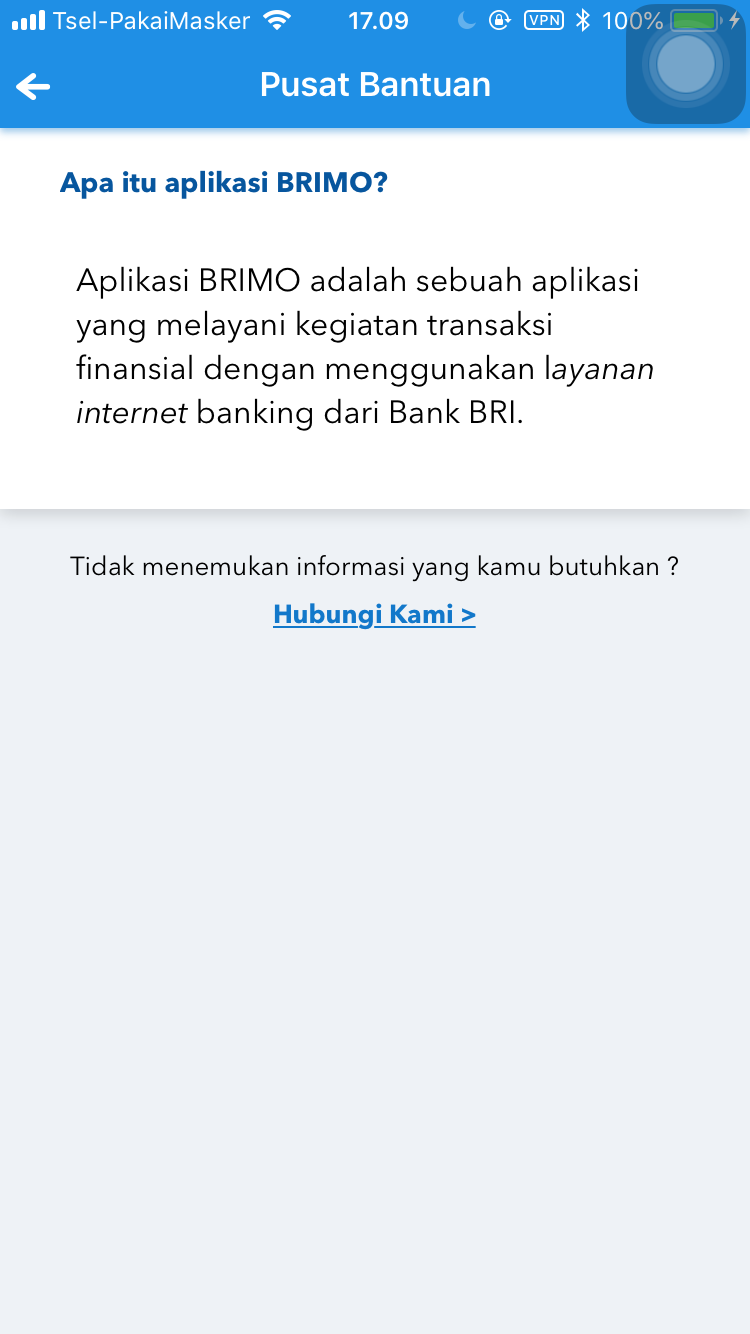 Tsel-PakaiMasker 17.09 VPN 100%
Pusat Bantuan
Apa itu aplikasi BRIMO?
Aplikasi BRIMO adalah sebuah aplikasi
yang melayani kegiatan transaksi
finansial dengan menggunakan layanan
internet banking dari Bank BRI.
Tidak menemukan informasi yang kamu butuhkan ?
Hubungi Kami >